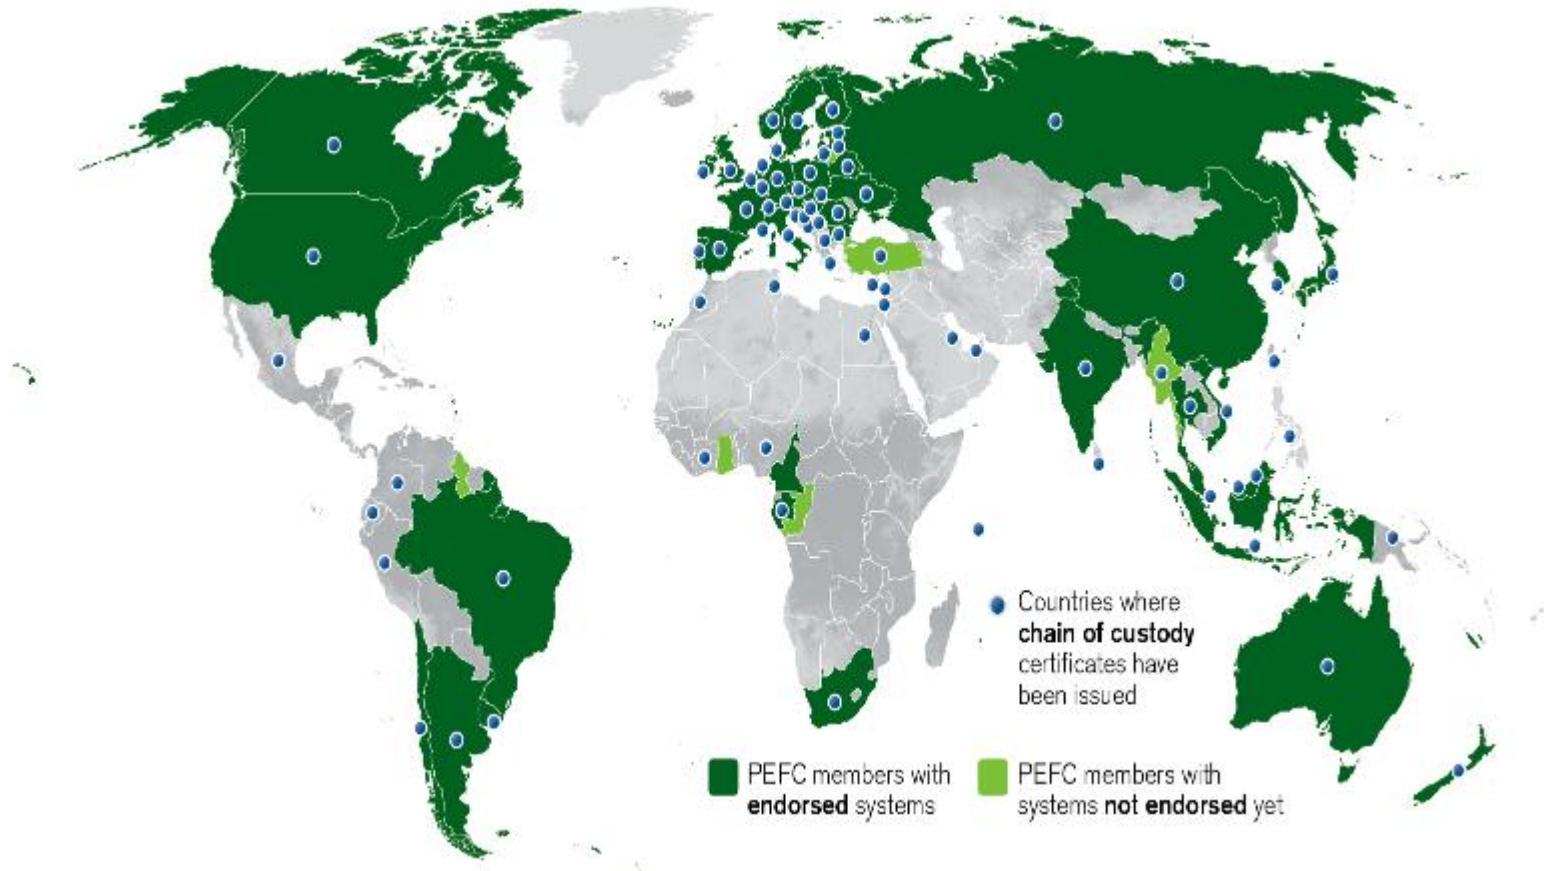 Countries where
chain of custody
certificates have
been issued
PEFC members with
endorsed systems
PEFC members with
systems not endorsed yet